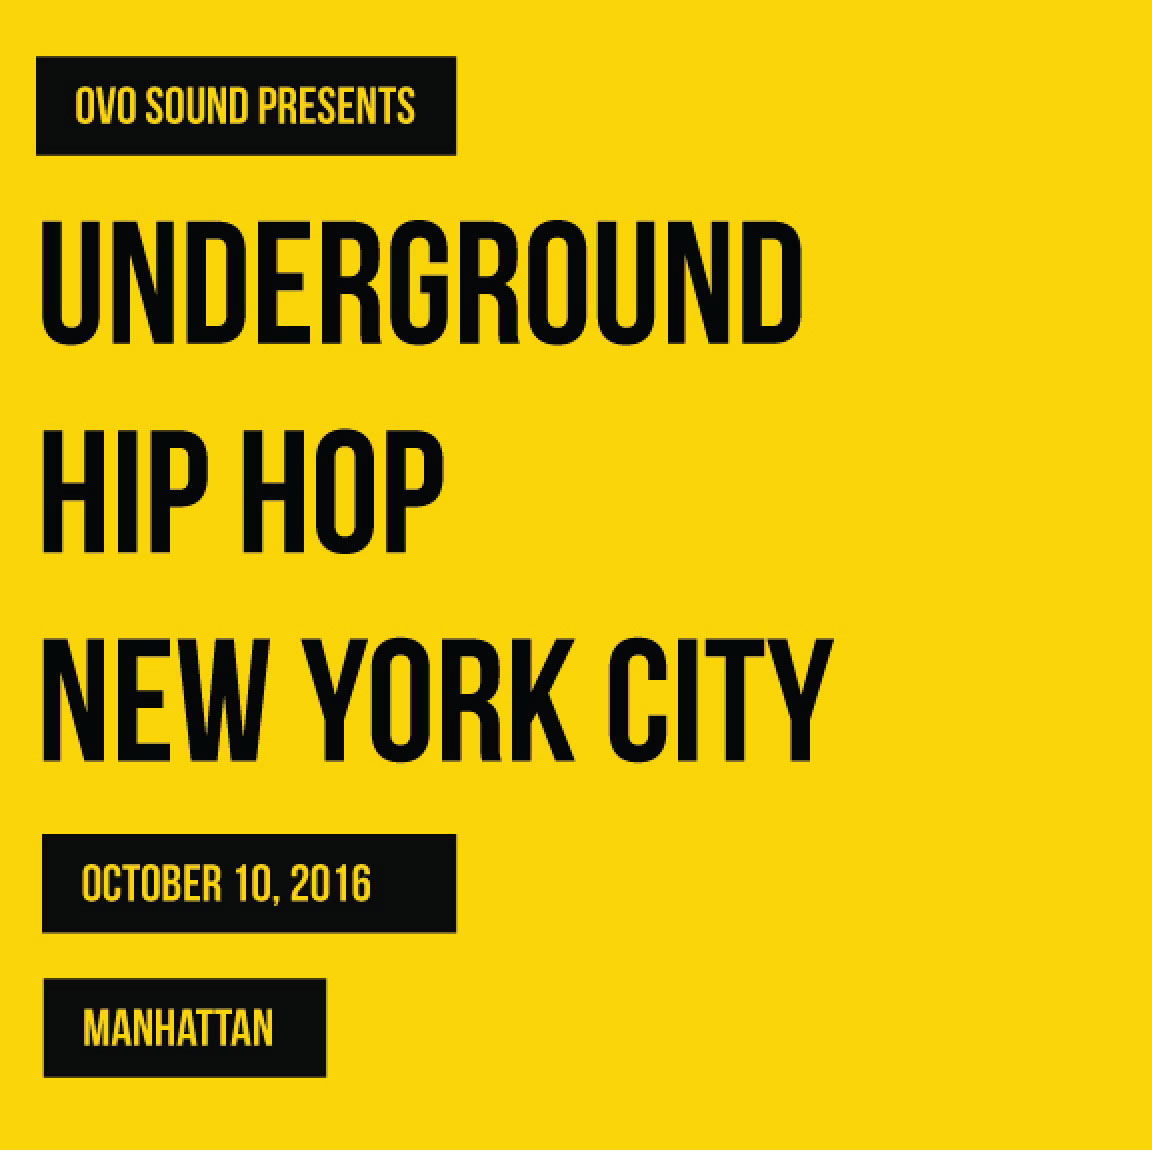 OVO SOUND PRESENTS
UNDERGROUND
HIP HOP
NEW YORK CITY
OCTOBER 10, 2016
MANHATTAN